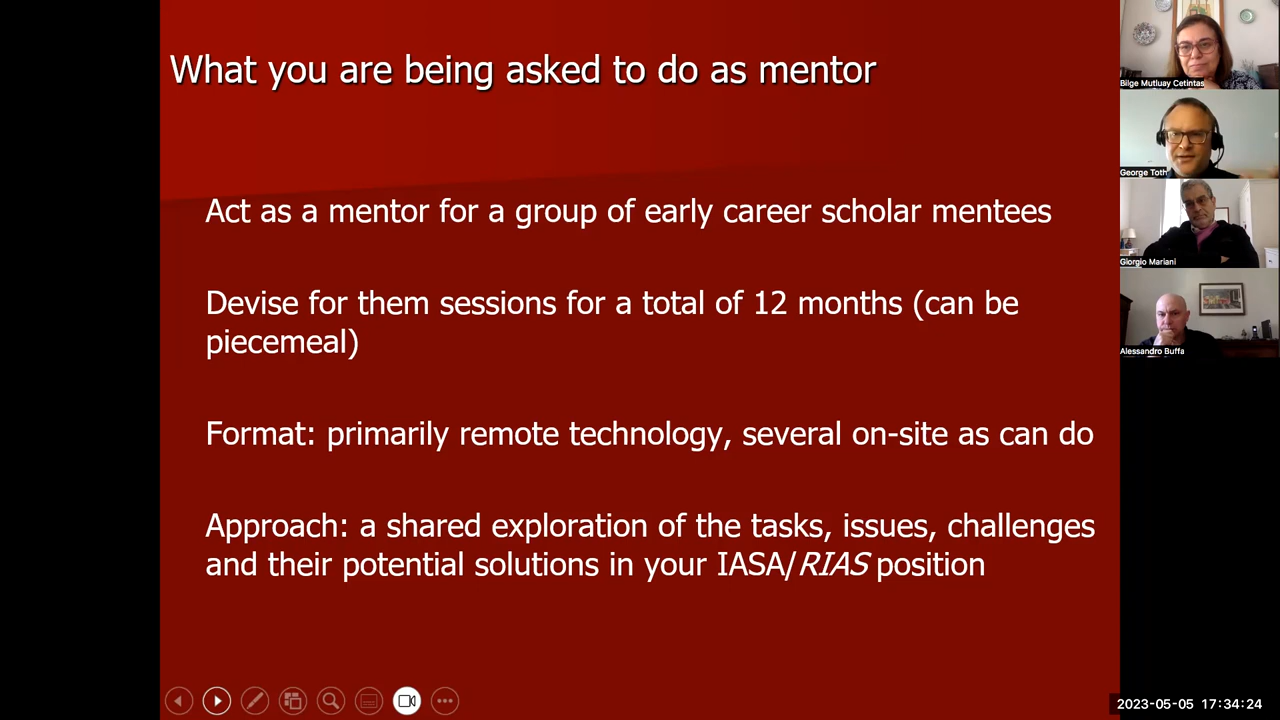 What you are being asked to do as mentor
Act as a mentor for a group of early career scholar mentees
Devise for them sessions for a total of 12 months (can be
piecemeal)
Format: primarily remote technology, several on-site as can do
Approach: a shared exploration of the tasks, issues, challenges
and their potential solutions in your IASA/RIAS position
Bilge Mutluay Cetintas
George Toth
Giorgio Mariani
Alessandro Buffa
2023-05-05 17:34:24